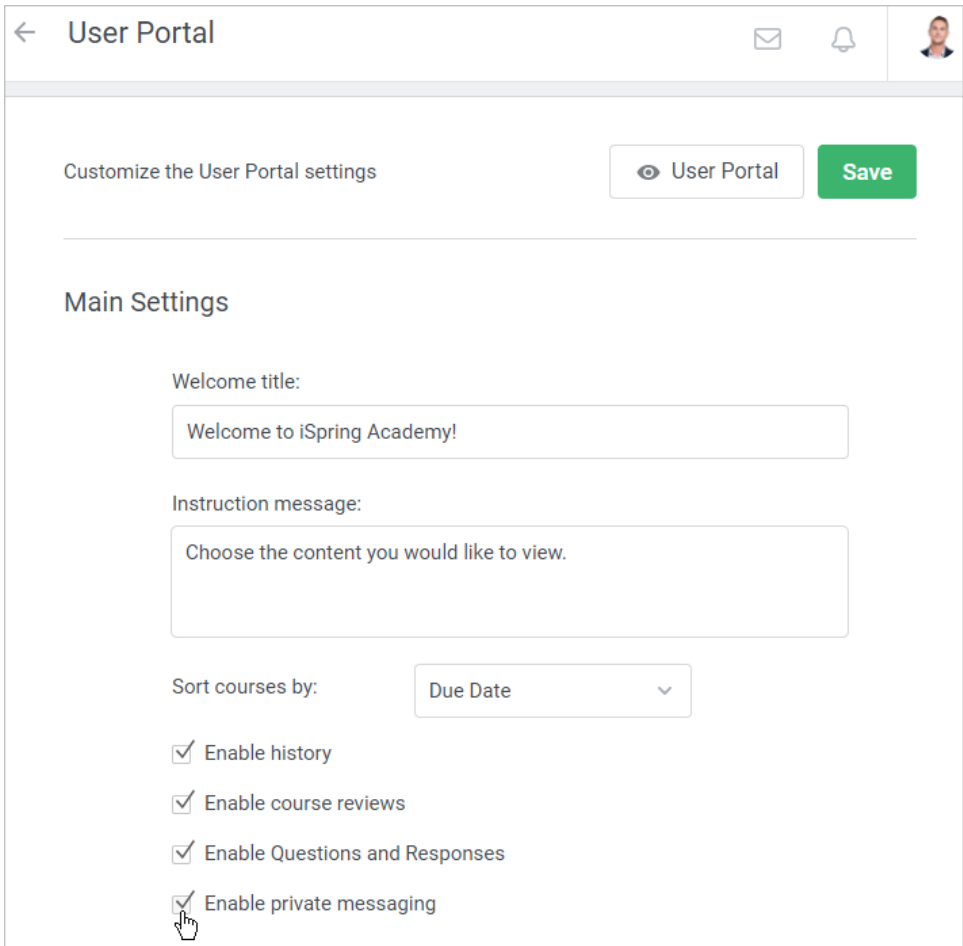 User Portal
Customize the User Portal settings
User Portal
Save
Main Settings
Welcome title:
Welcome to iSpring Academy!
Instruction message:
Choose the content you would like to view.
Sort courses by:
Due Date
Enable history
Enable course reviews
Enable Questions and Responses
Enable private messaging